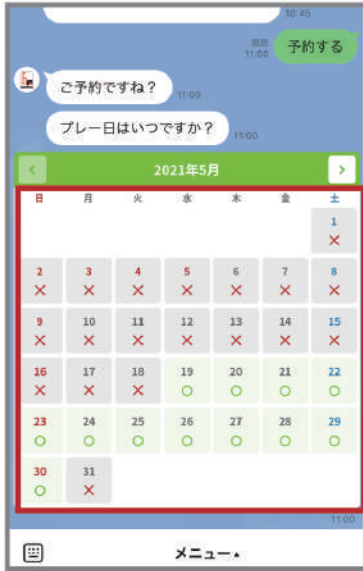 10:45
既読
11:00
予約する
ご予約ですね？
11:00
プレー日はいつですか？
11:00
< 2021年5月 >
日 月 火 水 木 金 土
1
×
2 3 4 5 6 7 8
× × × × × × ×
9 10 11 12 13 14 15
× × × × × × ×
16 17 18 19 20 21 22
× × × ○ ○ ○ ○
23 24 25 26 27 28 29
○ ○ ○ ○ ○ ○ ○
30 31
○ ×
11:00
メニュー▲